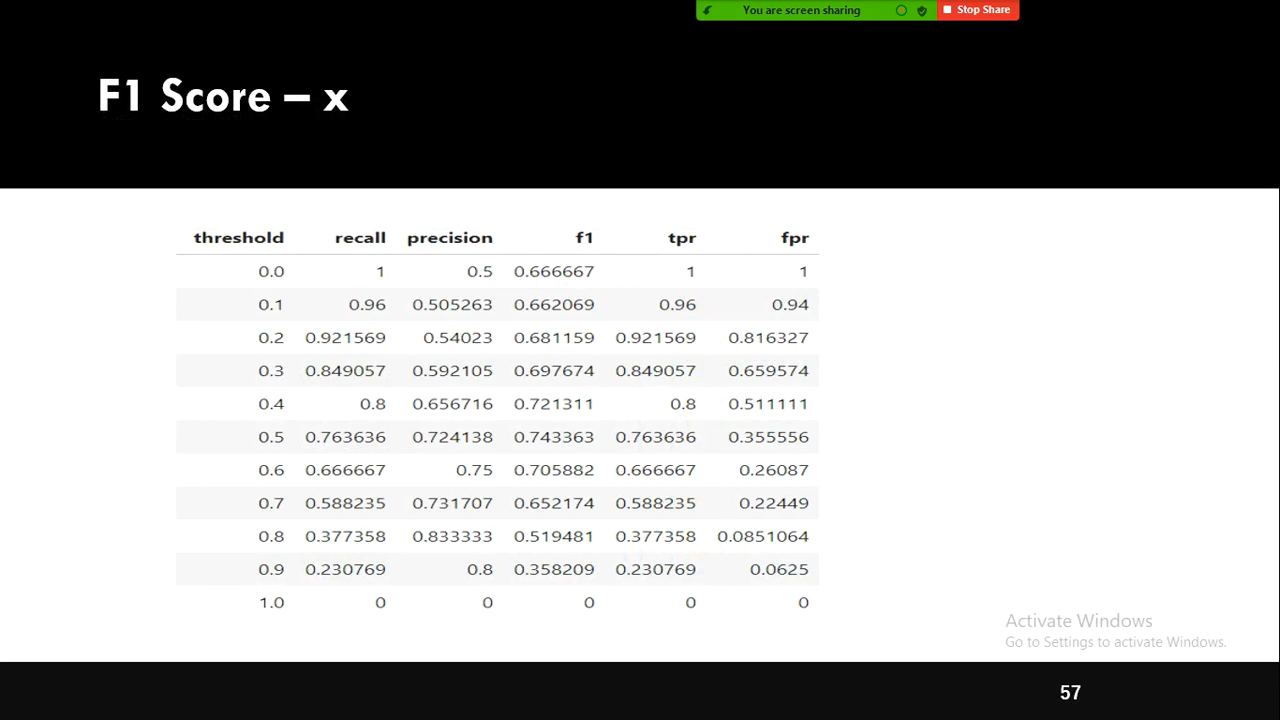 You are screen sharing Stop Share
F1 Score – x
threshold recall precision f1 tpr fpr
0.0 1 0.5 0.666667 1 1
0.1 0.96 0.505263 0.662069 0.96 0.94
0.2 0.921569 0.54023 0.681159 0.921569 0.816327
0.3 0.849057 0.592105 0.697674 0.849057 0.659574
0.4 0.8 0.656716 0.721311 0.8 0.511111
0.5 0.763636 0.724138 0.743363 0.763636 0.355556
0.6 0.666667 0.75 0.705882 0.666667 0.26087
0.7 0.588235 0.731707 0.652174 0.588235 0.22449
0.8 0.377358 0.833333 0.519481 0.377358 0.0851064
0.9 0.230769 0.8 0.358209 0.230769 0.0625
1.0 0 0 0 0 0
Activate Windows
Go to Settings to activate Windows.
57